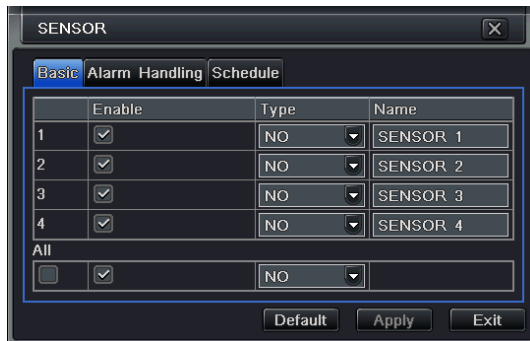 SENSOR
Basic Alarm Handling Schedule
Enable Type Name
1 NO SENSOR 1
2 NO SENSOR 2
3 NO SENSOR 3
4 NO SENSOR 4
All
NO
Default Apply Exit